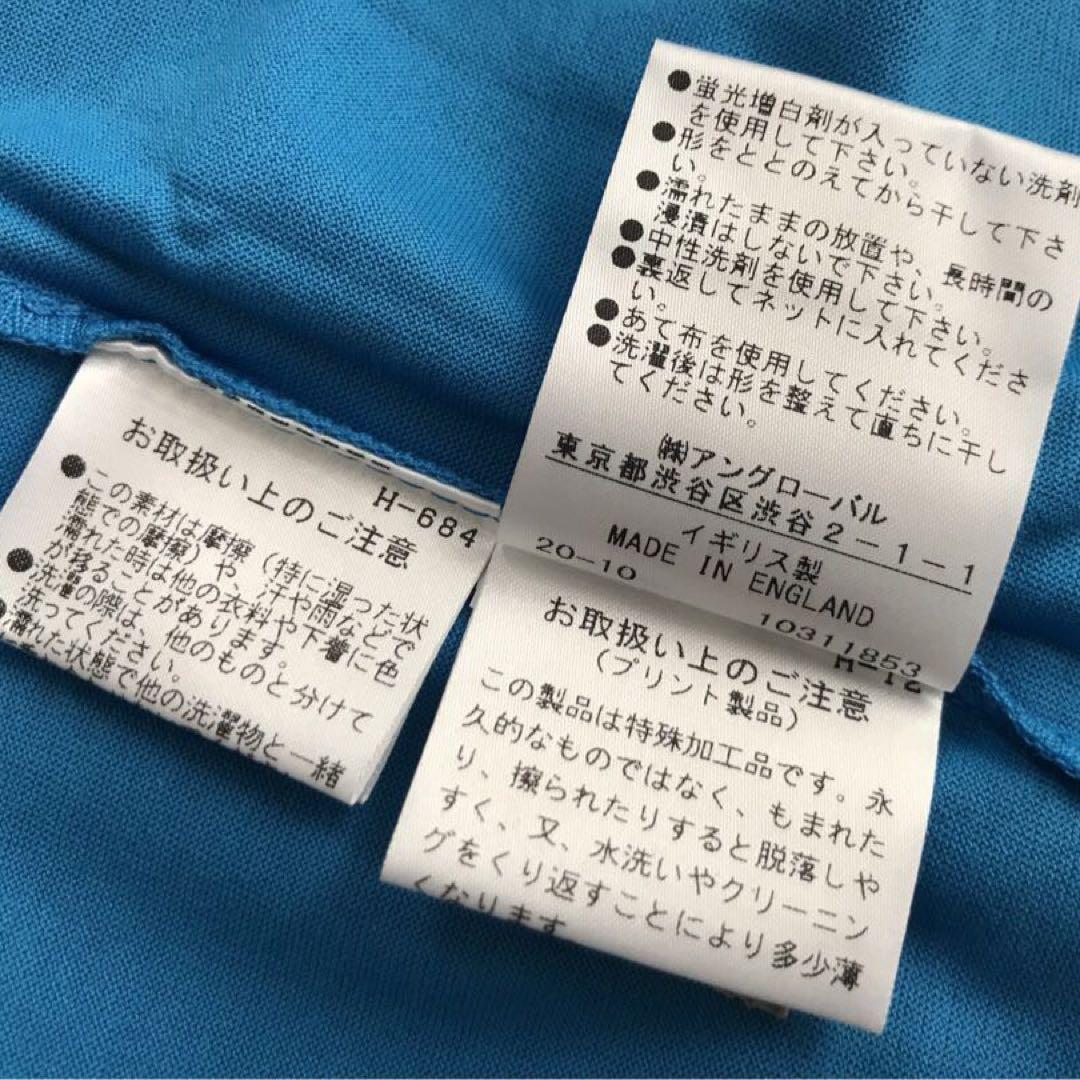 ●蛍光増白剤が入っていない洗剤
を使用して下さい。
●形をととのえてから干して下さ
い。
●濡れたままの放置や、長時間の
浸漬はしないで下さい。
●中性洗剤を使用して下さい。
●裏返してネットに入れてくださ
い。
●あて布を使用してください。
●洗濯後は形を整えて直ちに干し
てください。
㈱アングローバル
東京都渋谷区渋谷2-1-1
イギリス製
MADE IN ENGLAND
20-10 10311853
H-684
お取扱い上のご注意
●この素材は摩擦(特に湿った状
態での摩擦)や、汗や雨などで
濡れた時は他の衣料や下着に色
が移ることがあります。
●洗濯の際は、他のものと分けて
洗ってください。
●濡れた状態で他の洗濯物と一緒
H-12
お取扱い上のご注意
(プリント製品)
この製品は特殊加工品です。永
久的なものではなく、もまれた
り、擦られたりすると脱落しや
すく、又、水洗いやクリーニン
グをくり返すことにより多少薄
くなります